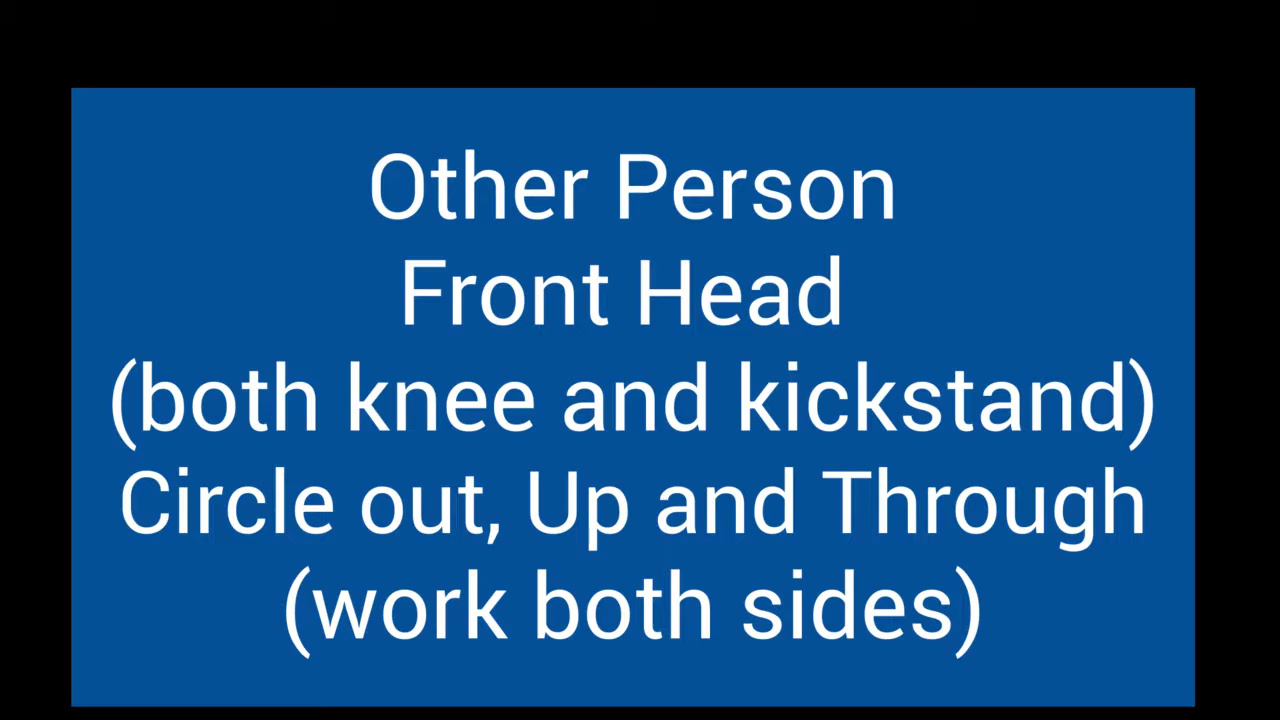 Other Person
Front Head
(both knee and kickstand)
Circle out, Up and Through
(work both sides)